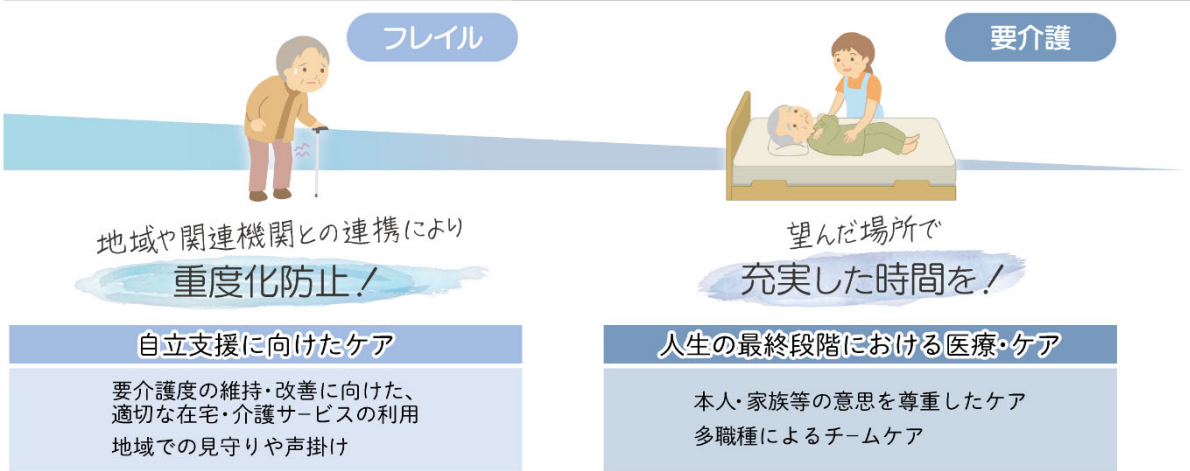 フレイル
地域や関連機関との連携により
重度化防止!
自立支援に向けたケア
要介護度の維持・改善に向けた、
適切な在宅・介護サービスの利用
地域での見守りや声掛け
要介護
望んだ場所で
充実した時間を!
人生の最終段階における医療・ケア
本人・家族等の意思を尊重したケア
多職種によるチームケア